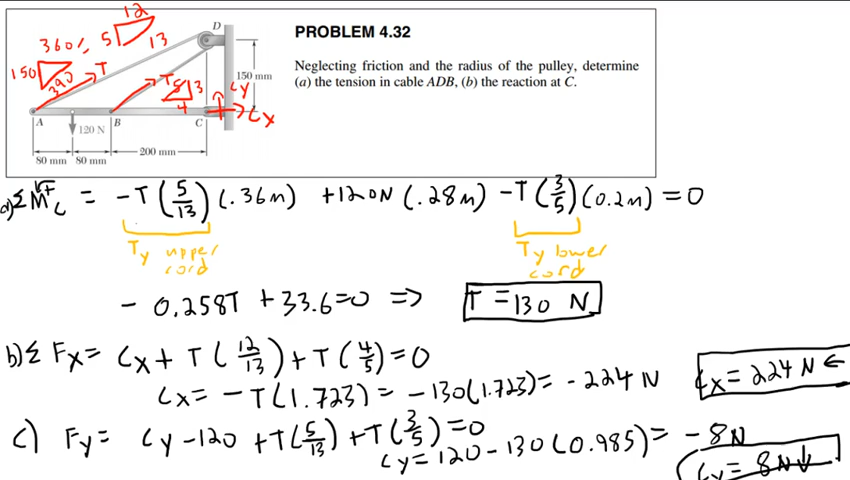 12
5
13
360
150
390
T
D
PROBLEM 4.32
Neglecting friction and the radius of the pulley, determine
(a) the tension in cable ADB, (b) the reaction at C.
T
5
3
4
150 mm
Cy
Cx
A
120 N
B
C
80 mm 80 mm
200 mm
a) ΣM⁺c = -T(5/13)(.36m) +120N(.28m) -T(3/5)(0.2m) = 0
Ty upper cord
Ty lower cord
- 0.258T + 33.6 = 0 => T = 130 N
b) Σ Fx = Cx + T(12/13) + T(4/5) = 0
Cx = -T(1.723) = -130(1.723) = -224 N
Cx = 224 N ←
c) Fy = Cy -120 + T(5/13) + T(3/5) = 0
Cy = 120 - 130(0.985) = -8N
Cy = 8N↓